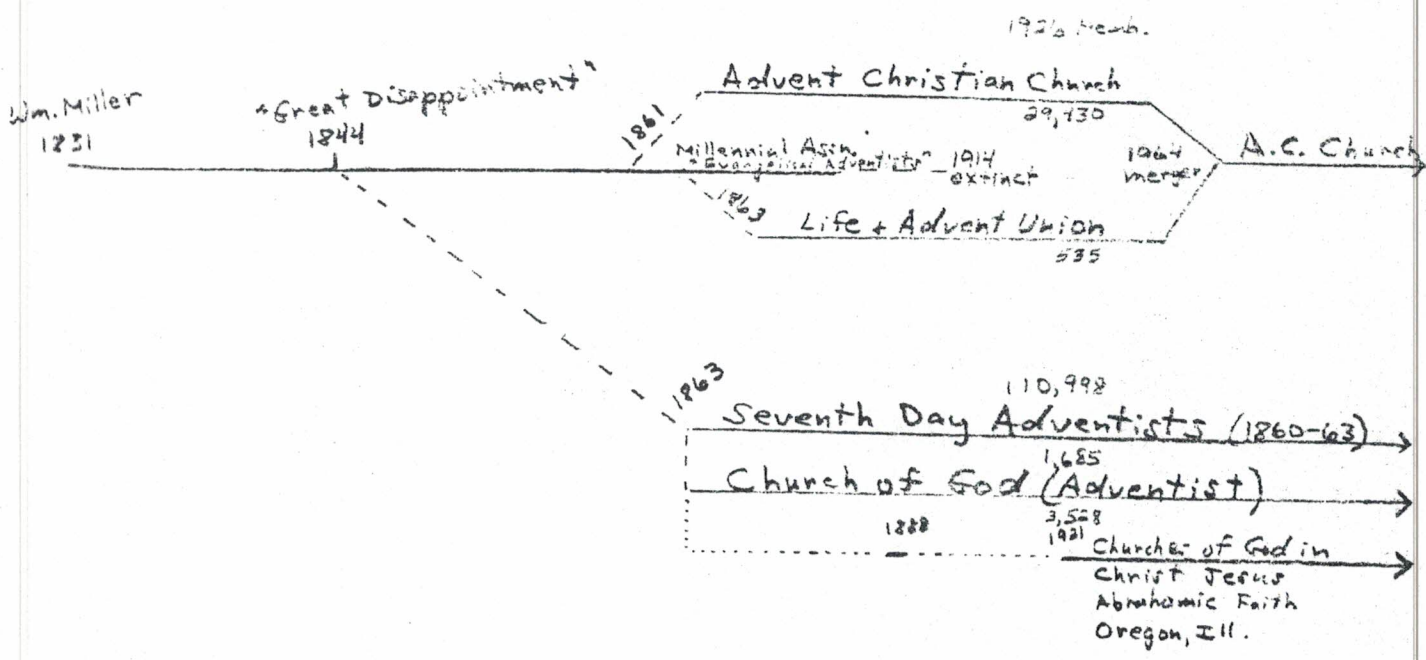 1926 Memb.
Advent Christian Church
29,430
Wm. Miller
1831
"Great Disappointment"
1844
1861
Millennial Assn.
"Evangelical Adventists" - 1914
extinct
1964
merger
A.C. Church
1863
Life + Advent Union
535
1863
110,998
Seventh Day Adventists (1860-63)
1,685
Church of God (Adventist)
1888
3,528
1921
Churches of God in
Christ Jesus
Abrahamic Faith
Oregon, Ill.